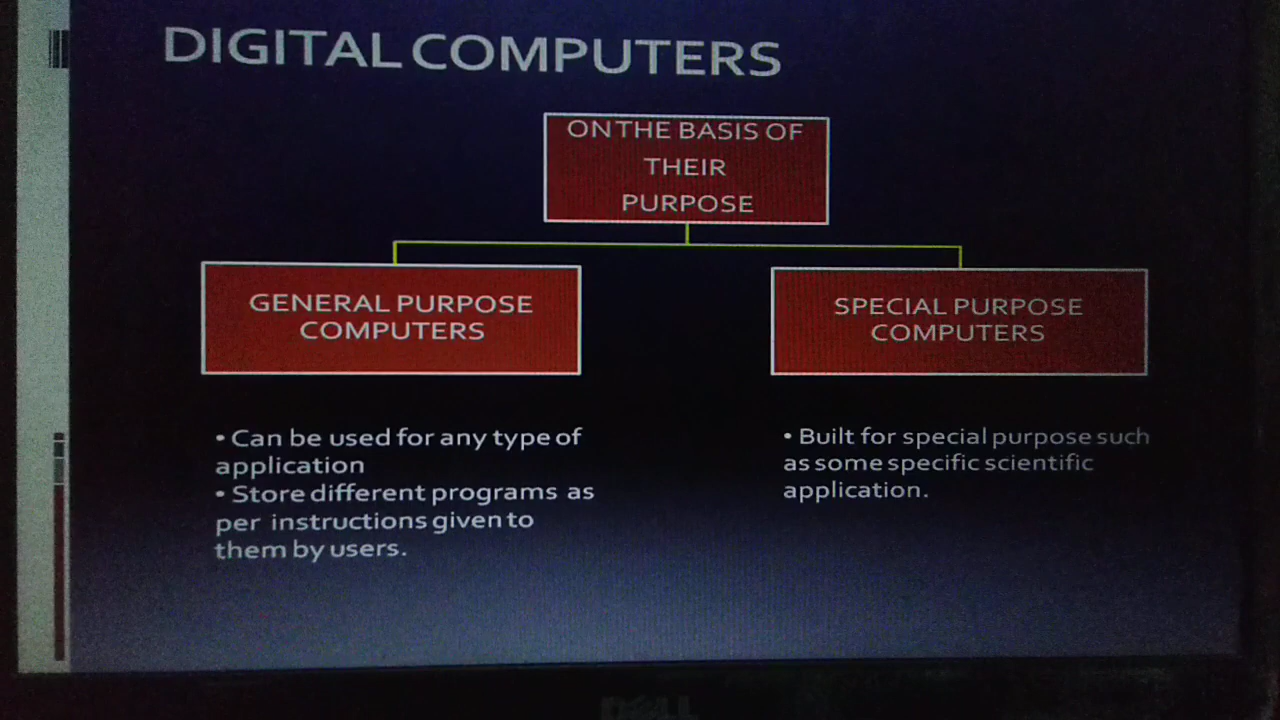 DIGITAL COMPUTERS
ON THE BASIS OF
THEIR
PURPOSE
GENERAL PURPOSE
COMPUTERS
SPECIAL PURPOSE
COMPUTERS
• Can be used for any type of
application
• Store different programs as
per instructions given to
them by users.
• Built for special purpose such
as some specific scientific
application.
DELL